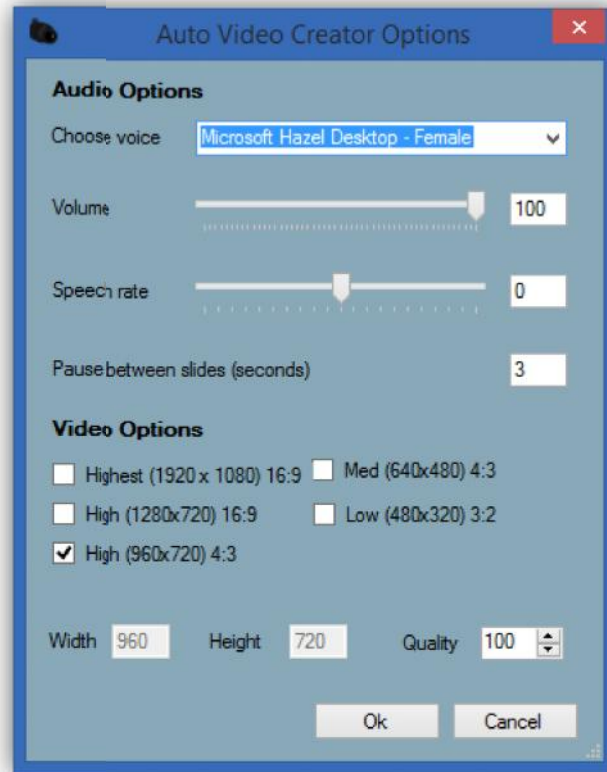 Auto Video Creator Options
Audio Options
Choose voice Microsoft Hazel Desktop - Female
Volume 100
Speech rate 0
Pause between slides (seconds) 3
Video Options
Highest (1920 x 1080) 16:9 Med (640x480) 4:3
High (1280x720) 16:9 Low (480x320) 3:2
High (960x720) 4:3
Width 960 Height 720 Quality 100
Ok Cancel